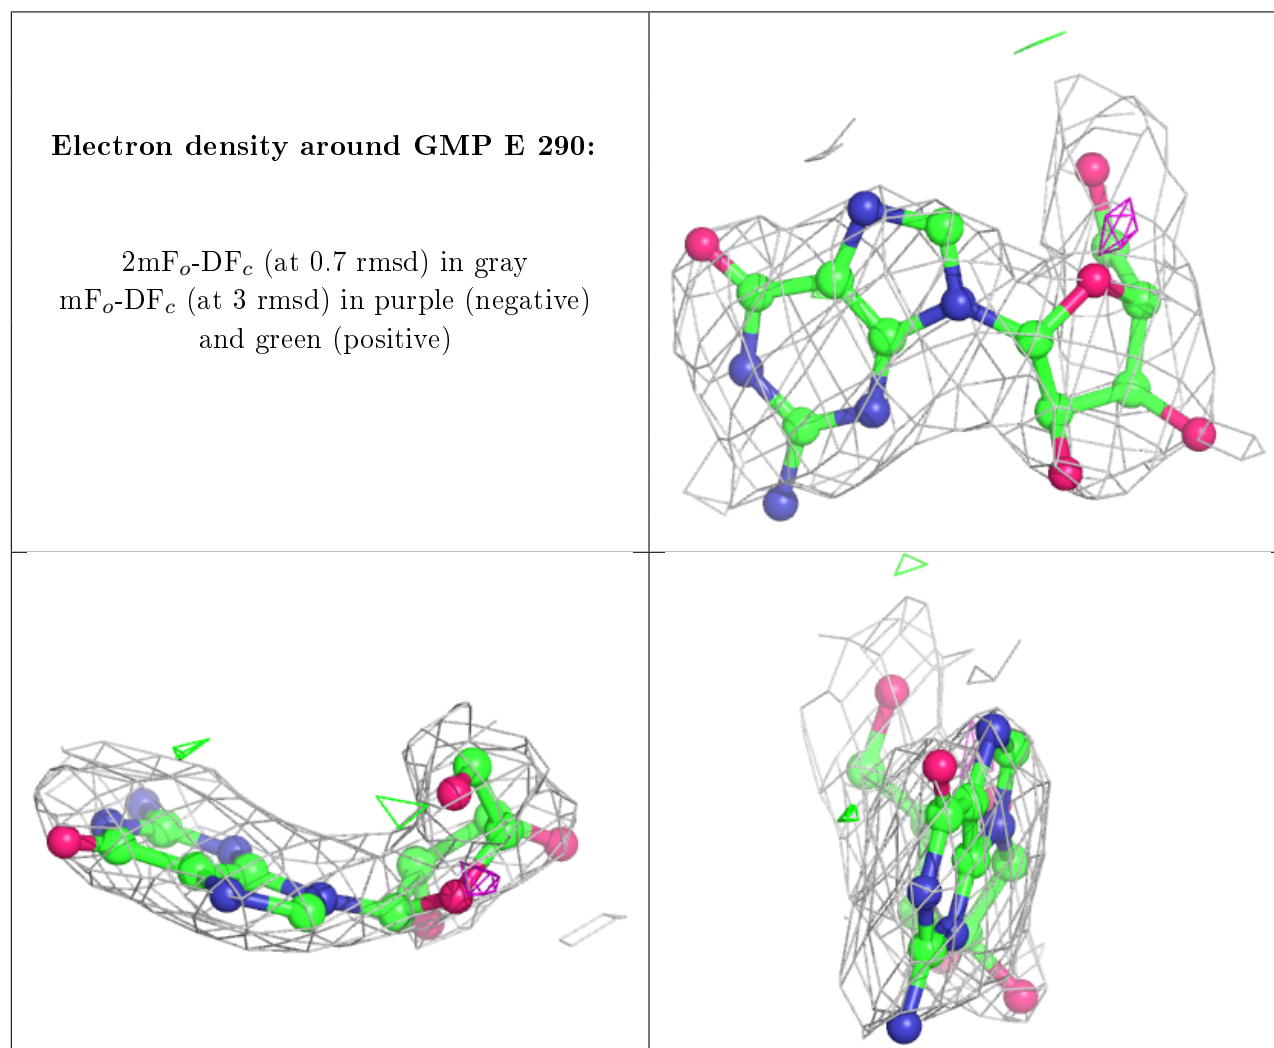 Electron density around GMP E 290:
2mFo-DFc (at 0.7 rmsd) in gray
mFo-DFc (at 3 rmsd) in purple (negative)
and green (positive)